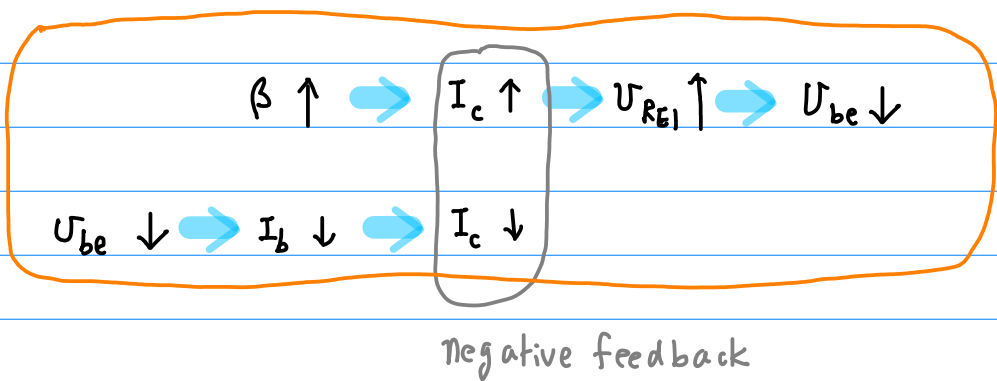 β ↑ → Ic ↑ → URE1 ↑ → Ube ↓
Ube ↓ → Ib ↓ → Ic ↓
negative feedback